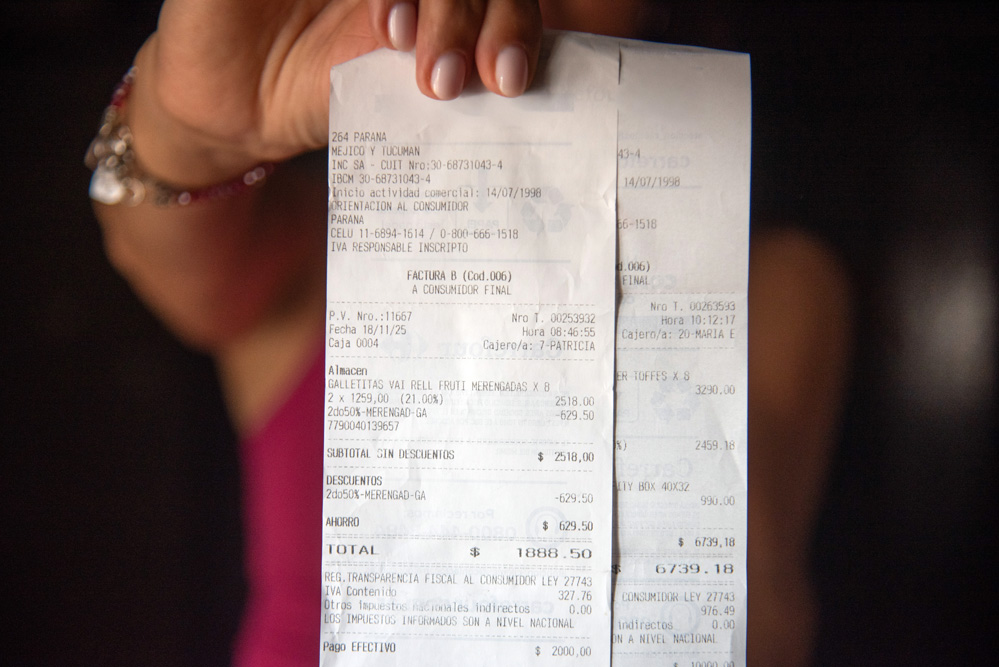 264 PARANA
MEJICO Y TUCUMAN
INC SA - CUIT Nro:30-68731043-4
IBCM 30-68731043-4
Inicio actividad comercial: 14/07/1998
ORIENTACION AL CONSUMIDOR
PARANA
CELU 11-6894-1614 / 0-800-666-1518
IVA RESPONSABLE INSCRIPTO
FACTURA B (Cod.006)
A CONSUMIDOR FINAL
P.V. Nro.:11667 Nro T. 00253932
Fecha 18/11/25 Hora 08:46:55
Caja 0004 Cajero/a: 7-PATRICIA
Almacen
GALLETITAS VAI RELL FRUTI MERENGADAS X 8
2 x 1259,00 (21.00%) 2518.00
2do50%-MERENGAD-GA -629.50
7790040139657
SUBTOTAL SIN DESCUENTOS $ 2518,00
DESCUENTOS
2do50%-MERENGAD-GA -629.50
AHORRO $ 629.50
TOTAL $ 1888.50
REG.TRANSPARENCIA FISCAL AL CONSUMIDOR LEY 27743
IVA Contenido 327.76
Otros impuestos nacionales indirectos 0.00
LOS IMPUESTOS INFORMADOS SON A NIVEL NACIONAL
Pago EFECTIVO $ 2000,00
43-4
14/07/1998
66-1518
d.006)
FINAL
Nro T. 00263593
Hora 10:12:17
Cajero/a: 20-MARIA E
ER TOFFES X 8
3290.00
%) 2459.18
ITY BOX 40X32
990.00
$ 6739,18
$ 6739.18
CONSUMIDOR LEY 27743
976.49
indirectos 0.00
ON A NIVEL NACIONAL